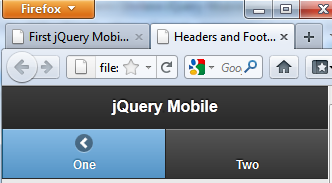 Firefox
First jQuery Mobi... Headers and Foot...
file: Goo
jQuery Mobile
One Two